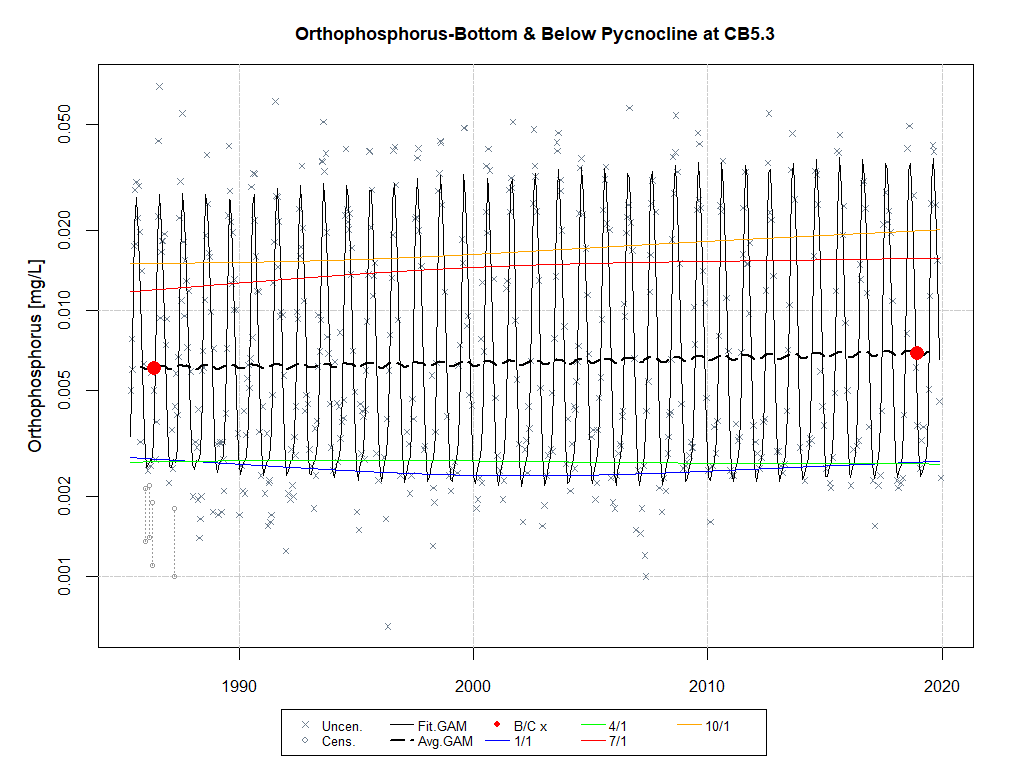 Orthophosphorus-Bottom & Below Pycnocline at CB5.3
Orthophosphorus [mg/L]
0.050
0.020
0.010
0.005
0.002
0.001
1990 2000 2010 2020
Uncen. Fit.GAM B/C x 4/1 10/1
Cens. Avg.GAM 1/1 7/1